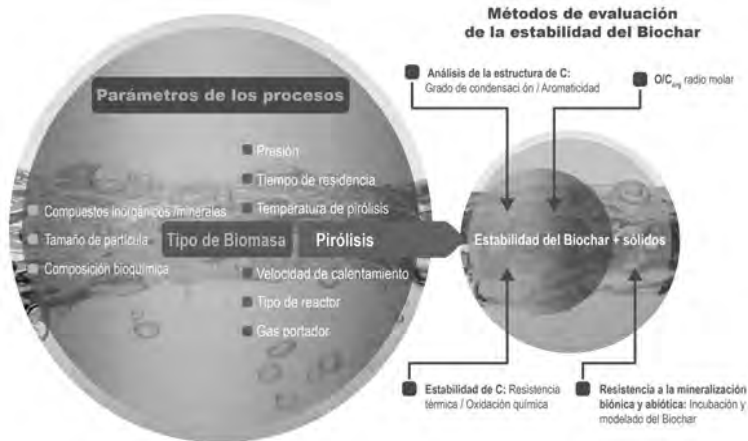 Métodos de evaluación
de la estabilidad del Biochar
Parámetros de los procesos
Presión
Tiempo de residencia
Temperatura de pirólisis
Compuestos inorgánicos /minerales
Tamaño de partícula
Composición bioquímica
Tipo de Biomasa
Pirólisis
Velocidad de calentamiento
Tipo de reactor
Gas portador
Análisis de la estructura de C:
Grado de condensaci ón / Aromaticidad
O/Corg radio molar
Estabilidad del Biochar + sólidos
Estabilidad de C: Resistencia
térmica / Oxidación química
Resistencia a la mineralización
biónica y abiótica: Incubación y
modelado del Biochar